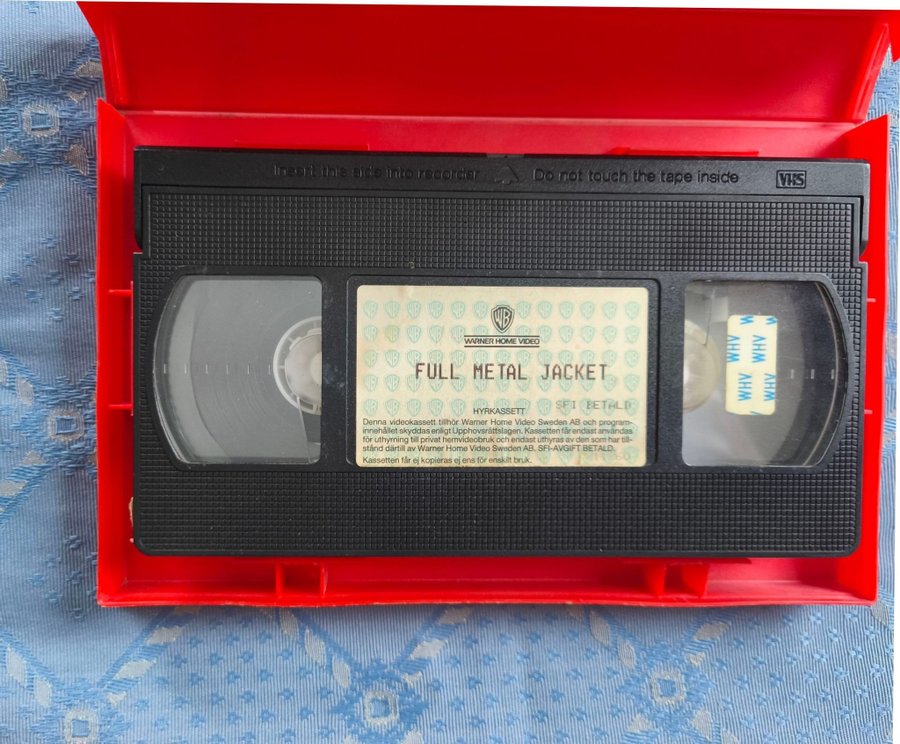 Insert this side into recorder Do not touch the tape inside VHS
WB
WARNER HOME VIDEO
FULL METAL JACKET
SFI BETALD
HYRKASSETT
Denna videokassett tillhör Warner Home Video Sweden AB och program-
innehållet skyddas enligt Upphovsrättslagen. Kassetten får endast användas
för uthyrning till privat hemvideobruk och endast uthyras av den som har till-
stånd därtill av Warner Home Video Sweden AB. SFI-AVGIFT BETALD.
Kassetten får ej kopieras ej ens för enskilt bruk.
WHV WHV
WHV WHV